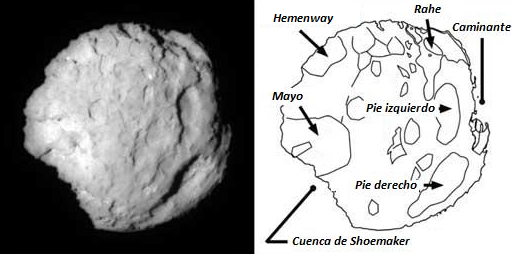 Hemenway
Rahe
Caminante
Mayo
Pie izquierdo
Pie derecho
Cuenca de Shoemaker